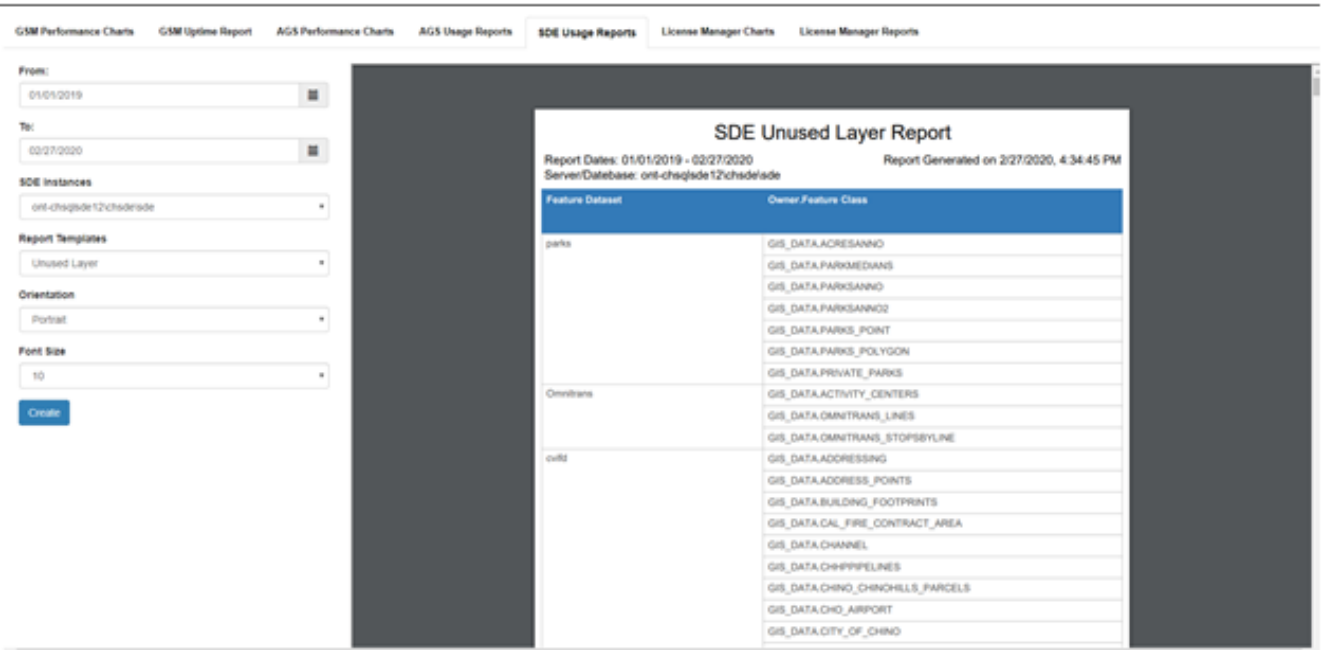 GSM Performance Charts GSM Uptime Report AGS Performance Charts AGS Usage Reports SDE Usage Reports License Manager Charts License Manager Reports
From:
01/01/2019
To:
02/27/2020
SDE Instances
ont-chsqlsde12\chsde\sde
Report Templates
Unused Layer
Orientation
Portrait
Font Size
10
Create
SDE Unused Layer Report
Report Dates: 01/01/2019 - 02/27/2020 Report Generated on 2/27/2020, 4:34:45 PM
Server/Datebase: ont-chsqlsde12\chsde\sde
Feature Dataset Owner.Feature Class
parks GIS_DATA.ACRESANNO
GIS_DATA.PARKMEDIANS
GIS_DATA.PARKSANNO
GIS_DATA.PARKSANNO2
GIS_DATA.PARKS_POINT
GIS_DATA.PARKS_POLYGON
GIS_DATA.PRIVATE_PARKS
Omnitrans GIS_DATA.ACTIVITY_CENTERS
GIS_DATA.OMNITRANS_LINES
GIS_DATA.OMNITRANS_STOPSBYLINE
cvifd GIS_DATA.ADDRESSING
GIS_DATA.ADDRESS_POINTS
GIS_DATA.BUILDING_FOOTPRINTS
GIS_DATA.CAL_FIRE_CONTRACT_AREA
GIS_DATA.CHANNEL
GIS_DATA.CHHPPIPELINES
GIS_DATA.CHINO_CHINOHILLS_PARCELS
GIS_DATA.CHO_AIRPORT
GIS_DATA.CITY_OF_CHINO